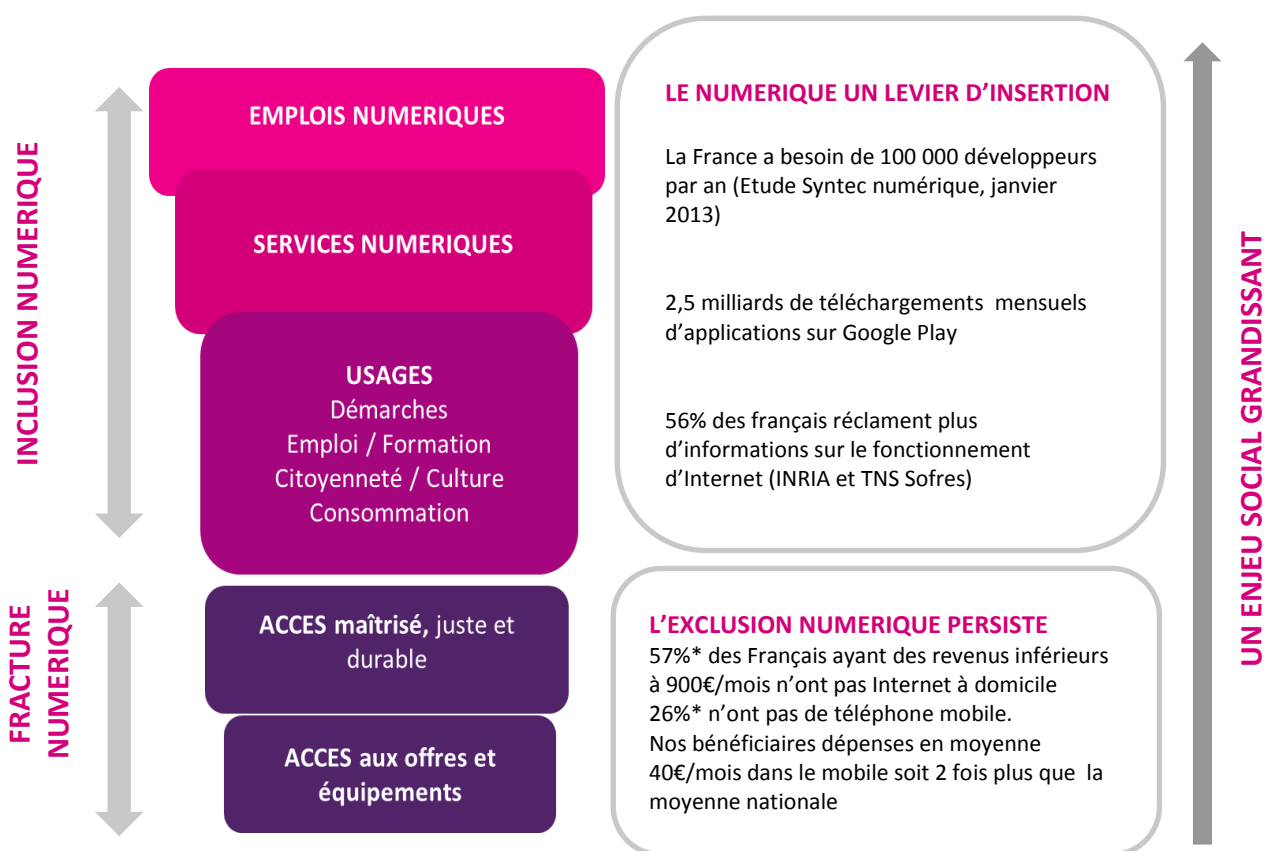 INCLUSION NUMERIQUE
EMPLOIS NUMERIQUES
SERVICES NUMERIQUES
USAGES
Démarches
Emploi / Formation
Citoyenneté / Culture
Consommation
LE NUMERIQUE UN LEVIER D’INSERTION
La France a besoin de 100 000 développeurs
par an (Etude Syntec numérique, janvier
2013)
2,5 milliards de téléchargements mensuels
d’applications sur Google Play
56% des français réclament plus
d’informations sur le fonctionnement
d’Internet (INRIA et TNS Sofres)
FRACTURE
NUMERIQUE
ACCES maîtrisé, juste et
durable
ACCES aux offres et
équipements
L’EXCLUSION NUMERIQUE PERSISTE
57%* des Français ayant des revenus inférieurs
à 900€/mois n’ont pas Internet à domicile
26%* n’ont pas de téléphone mobile.
Nos bénéficiaires dépenses en moyenne
40€/mois dans le mobile soit 2 fois plus que la
moyenne nationale
UN ENJEU SOCIAL GRANDISSANT